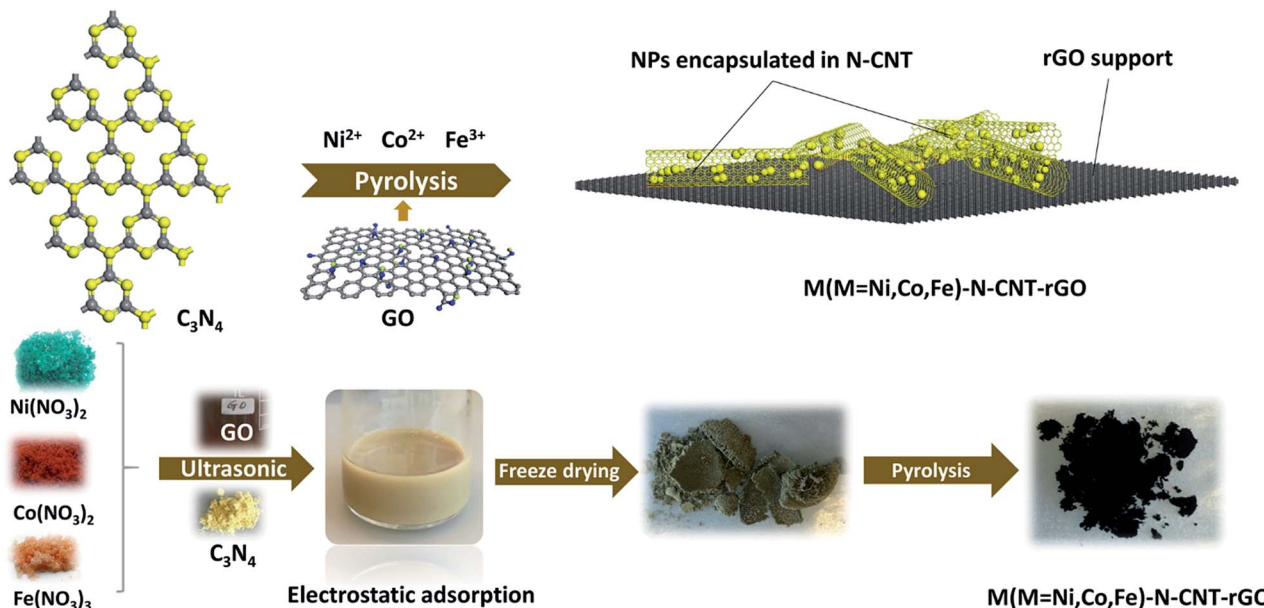 NPs encapsulated in N-CNT
rGO support
Ni²⁺ Co²⁺ Fe³⁺
Pyrolysis
C₃N₄
GO
M(M=Ni,Co,Fe)-N-CNT-rGO
Ni(NO₃)₂
Co(NO₃)₂
Fe(NO₃)₃
GO
GO
Ultrasonic
C₃N₄
Electrostatic adsorption
Freeze drying
Pyrolysis
M(M=Ni,Co,Fe)-N-CNT-rGO